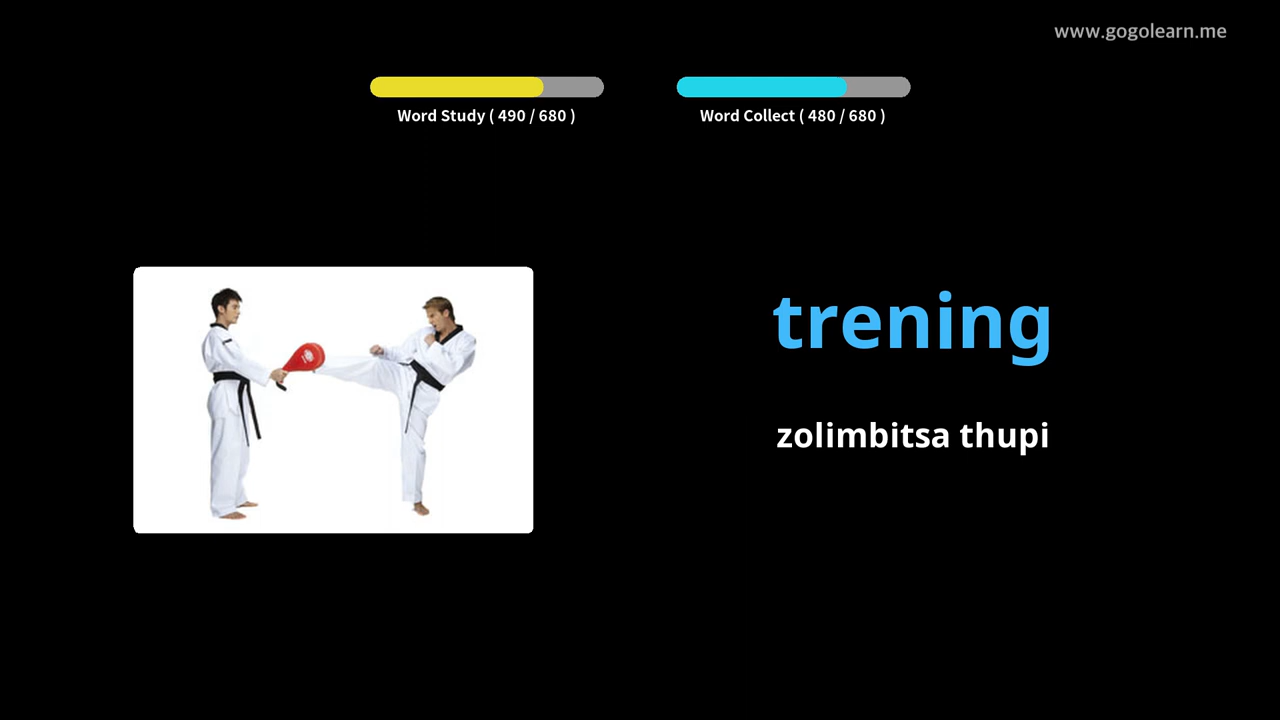 www.gogolearn.me
Word Study ( 490 / 680 )
Word Collect ( 480 / 680 )
trening
zolimbitsa thupi